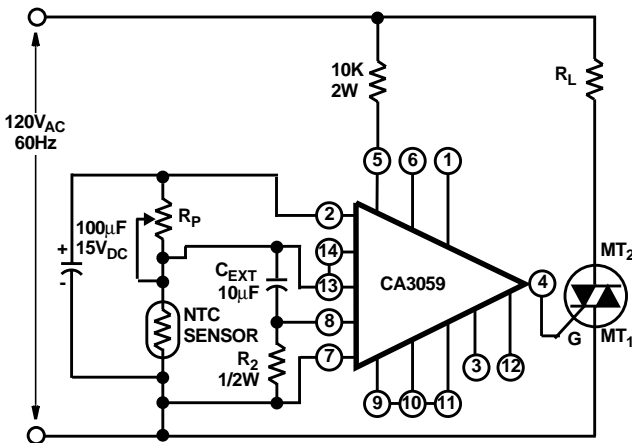 10K
2W
R_L
120V_AC
60Hz
5
6
1
2
100μF
15V_DC
+
-
R_P
14
13
C_EXT
10μF
CA3059
4
MT_2
NTC
SENSOR
8
R_2
1/2W
7
G
MT_1
3
12
9
10
11